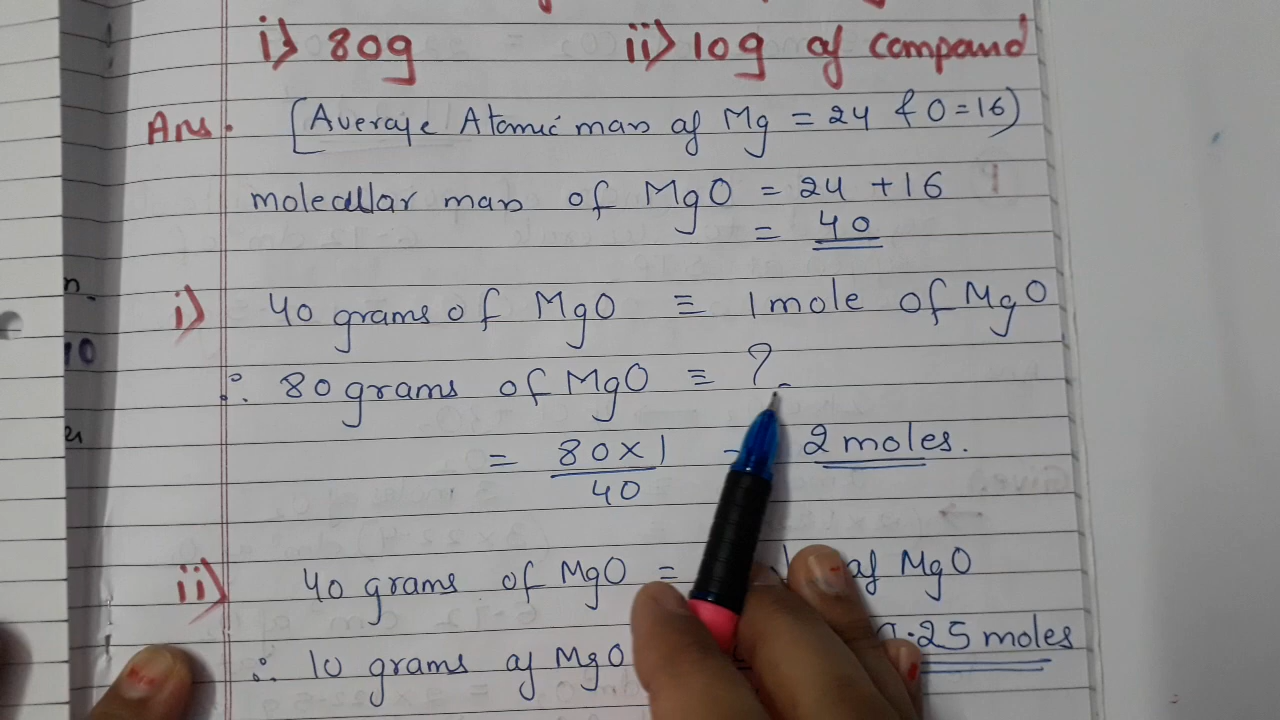 i) 80g ii) 10g of compound
Ans. [Average Atomic mass of Mg = 24 & O = 16)
molecular mass of MgO = 24 + 16
= 40
i) 40 grams of MgO ≡ 1 mole of MgO
∴ 80 grams of MgO ≡ ?
= 80 × 1 / 40 = 2 moles.
ii) 40 grams of MgO = of MgO
∴ 10 grams of MgO 0.25 moles
10